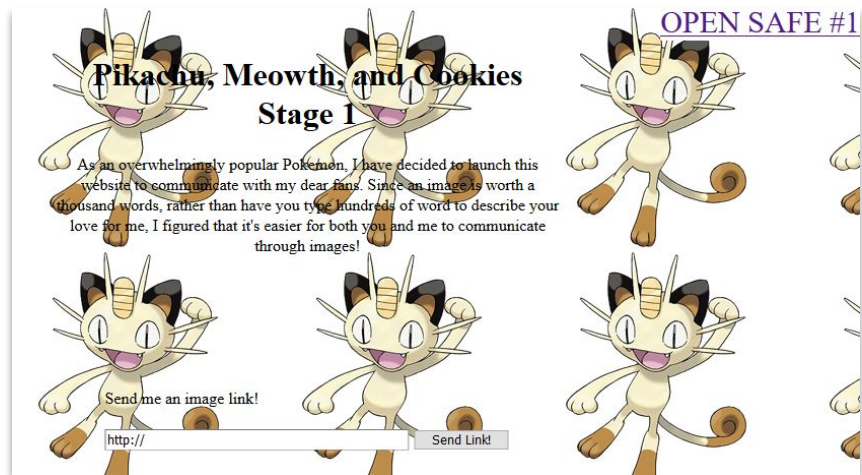 OPEN SAFE #1
Pikachu, Meowth, and Cookies
Stage 1
As an overwhelmingly popular Pokemon, I have decided to launch this
website to communicate with my dear fans. Since an image is worth a
thousand words, rather than have you type hundreds of word to describe your
love for me, I figured that it's easier for both you and me to communicate
through images!
Send me an image link!
http:// Send Link!